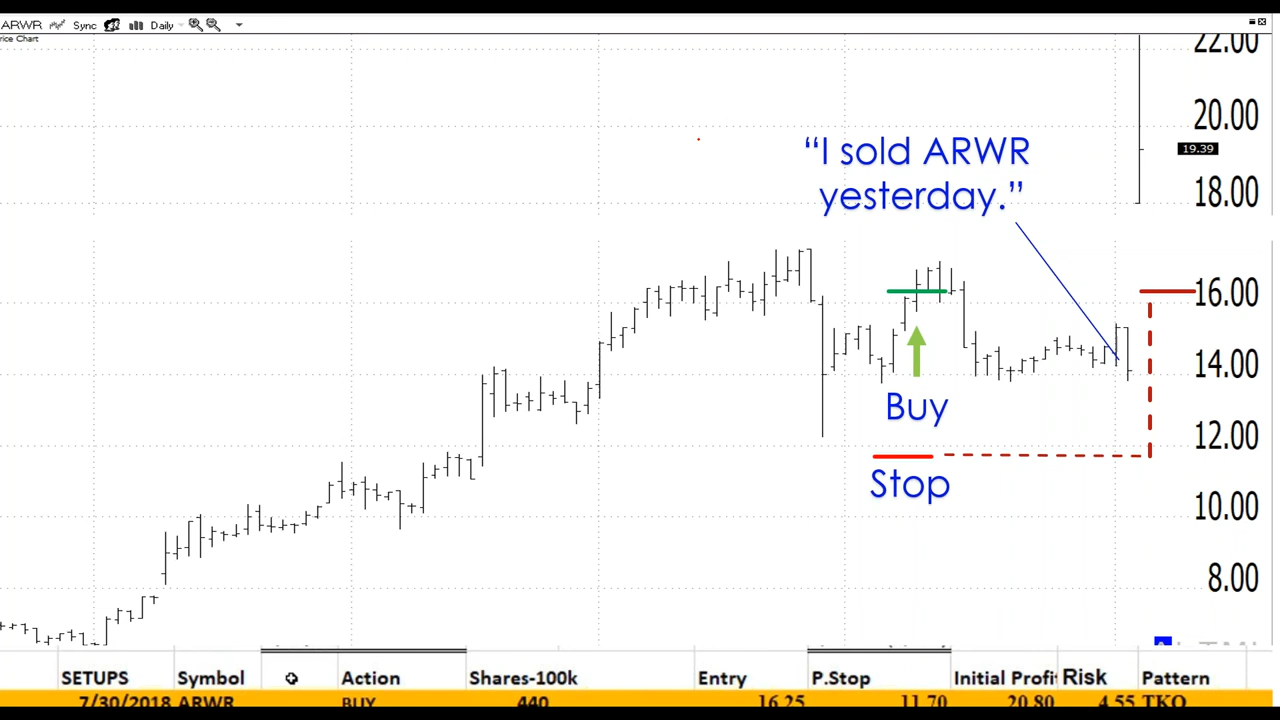 ARWR Sync Daily
rice Chart
22.00
20.00
19.39
18.00
“I sold ARWR
yesterday.”
16.00
14.00
Buy
12.00
Stop
10.00
8.00
SETUPS Symbol Action Shares-100k Entry P.Stop Initial Profit Risk Pattern
7/30/2018 ARWR BUY 440 16.25 11.70 20.80 4.55 TKO